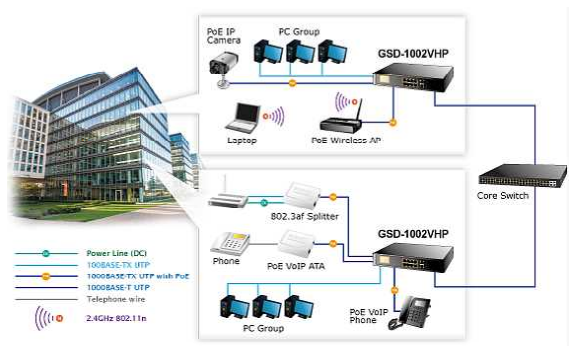 PoE IP
Camera
PC Group
GSD-1002VHP
Laptop
PoE Wireless AP
Core Switch
802.3af Splitter
GSD-1002VHP
Phone
PoE VoIP ATA
PC Group
PoE VoIP
Phone
Power Line (DC)
100BASE-TX UTP
1000BASE-TX UTP with PoE
1000BASE-T UTP
Telephone wire
2.4GHz 802.11n